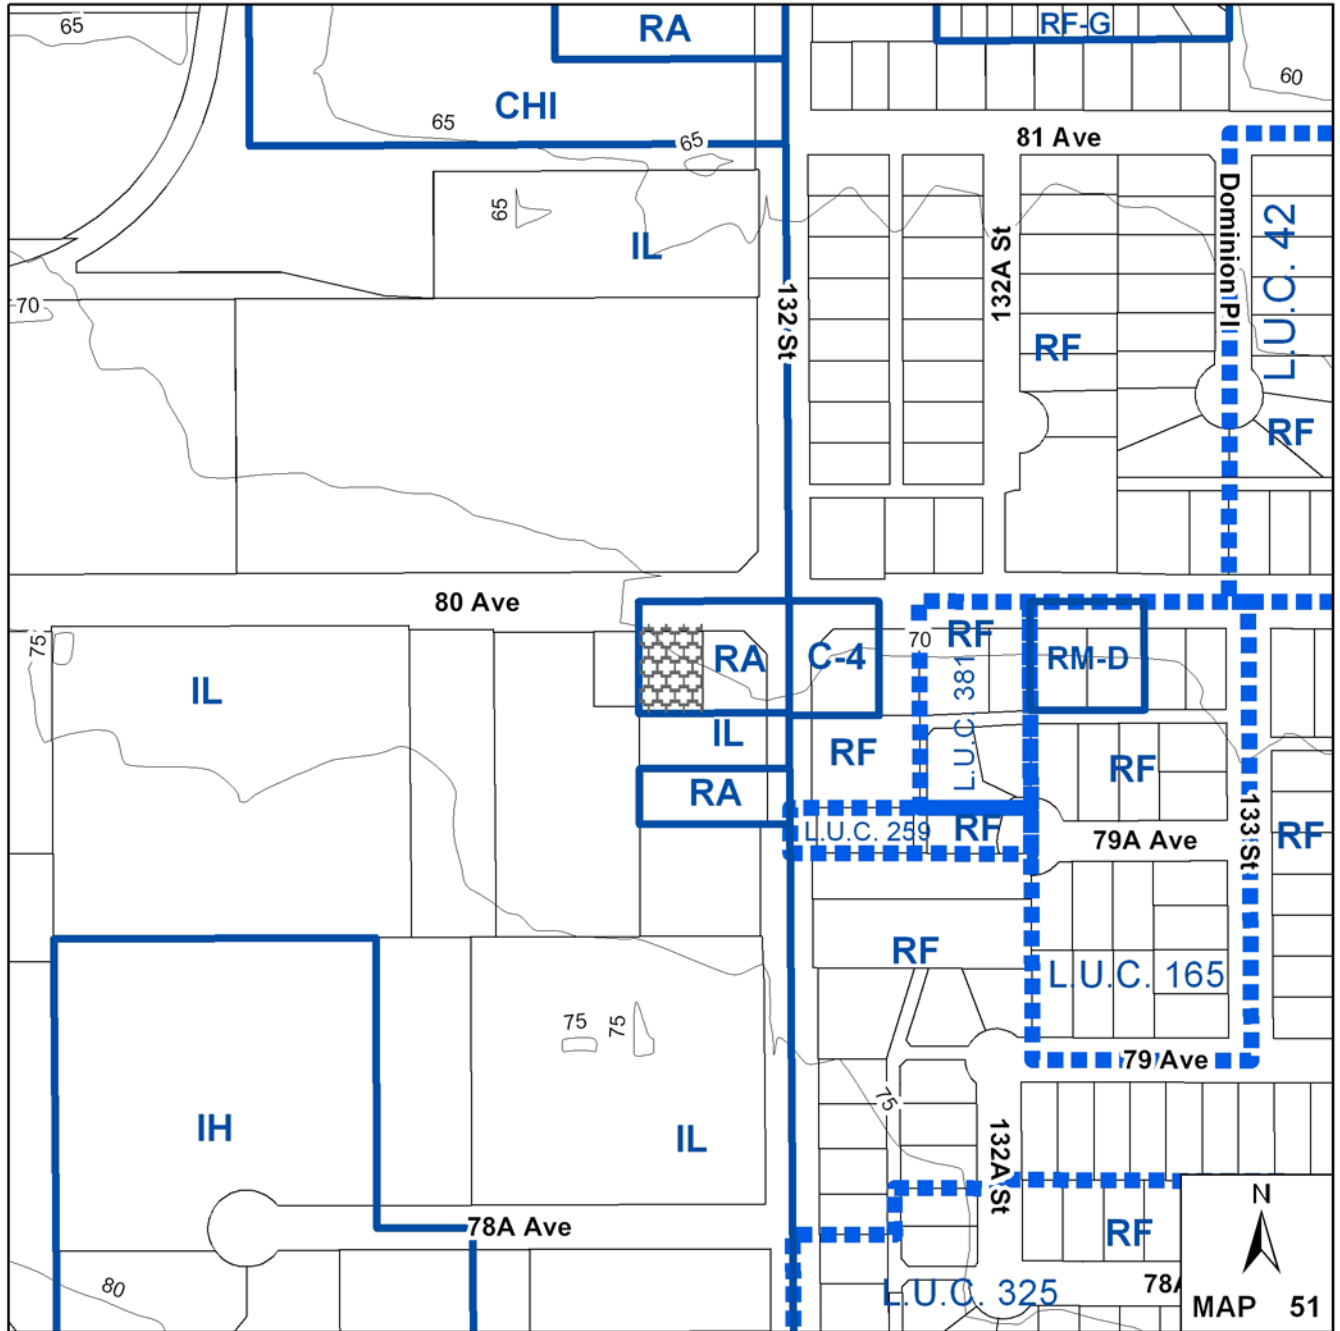 65
RA
RF-G
60
CHI
65
65
81 Ave
65
IL
132 St
132A St
Dominion Pl
L.U.C. 42
70
RF
RF
80 Ave
75
IL
RA
C-4
70
RF
L.U.C. 381
RM-D
IL
RF
RF
RA
L.U.C. 259
RF
79A Ave
133 St
RF
RF
L.U.C. 165
75
75
79 Ave
75
IH
IL
132A St
RF
78A Ave
80
L.U.C. 325
78A
N
MAP 51